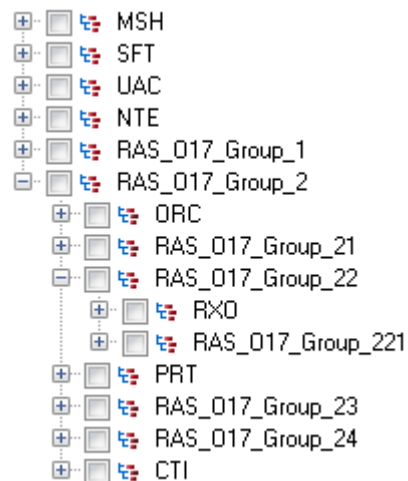 MSH
SFT
UAC
NTE
RAS_O17_Group_1
RAS_O17_Group_2
ORC
RAS_O17_Group_21
RAS_O17_Group_22
RXO
RAS_O17_Group_221
PRT
RAS_O17_Group_23
RAS_O17_Group_24
CTI